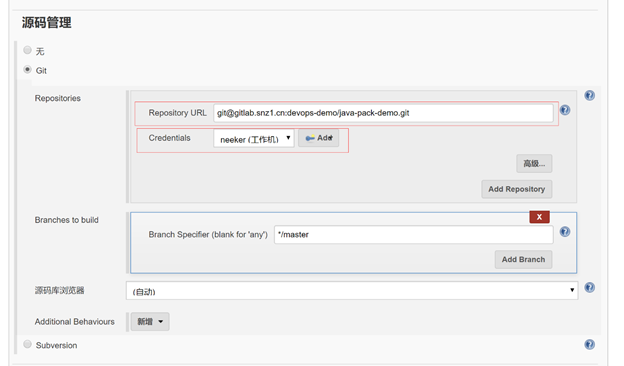 源码管理
无
Git
Repositories
Repository URL git@gitlab.snz1.cn:devops-demo/java-pack-demo.git
Credentials neeker (工作机) Add
高级...
Add Repository
Branches to build
X
Branch Specifier (blank for 'any') */master
Add Branch
源码库浏览器 (自动)
Additional Behaviours 新增
Subversion